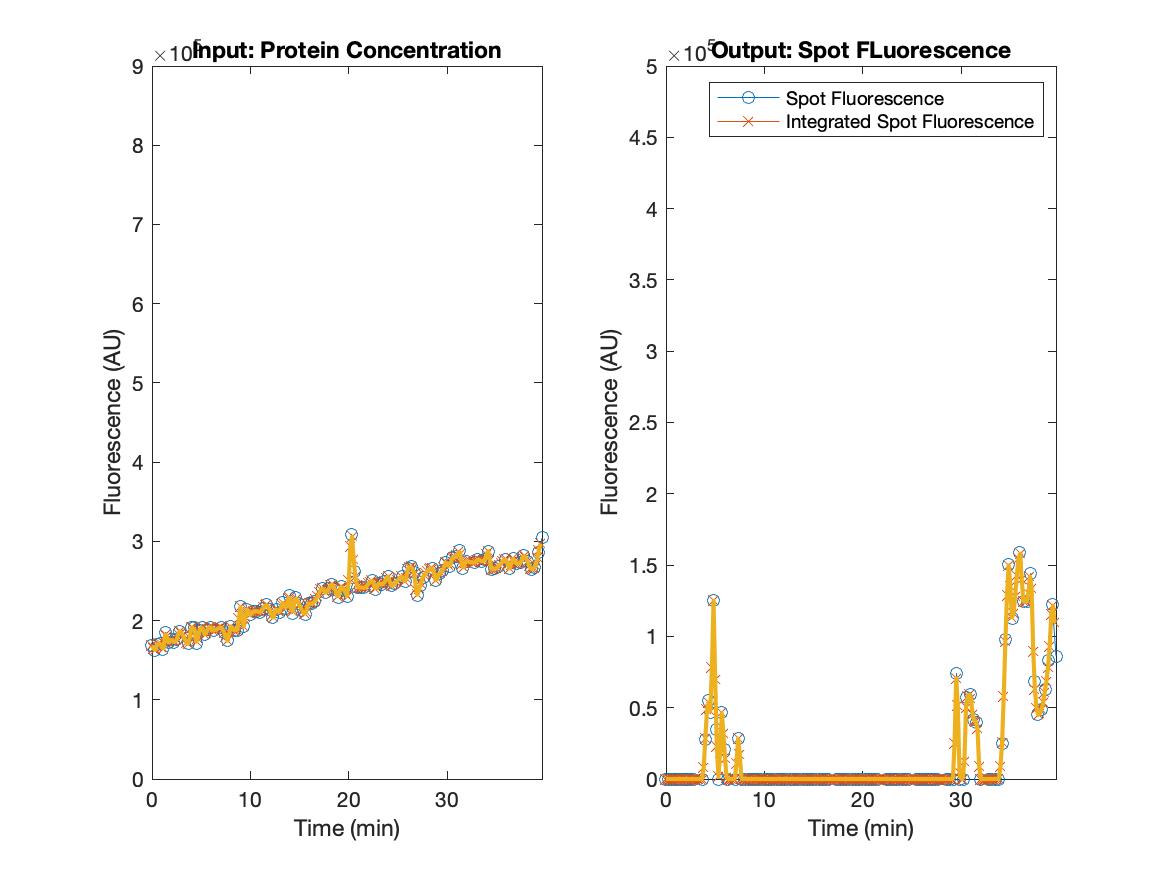 ×10⁵
Input: Protein Concentration
9
8
7
6
5
4
3
2
1
0
Fluorescence (AU)
0 10 20 30
Time (min)
×10⁵
Output: Spot FLuorescence
Spot Fluorescence
Integrated Spot Fluorescence
5
4.5
4
3.5
3
2.5
2
1.5
1
0.5
0
Fluorescence (AU)
0 10 20 30
Time (min)